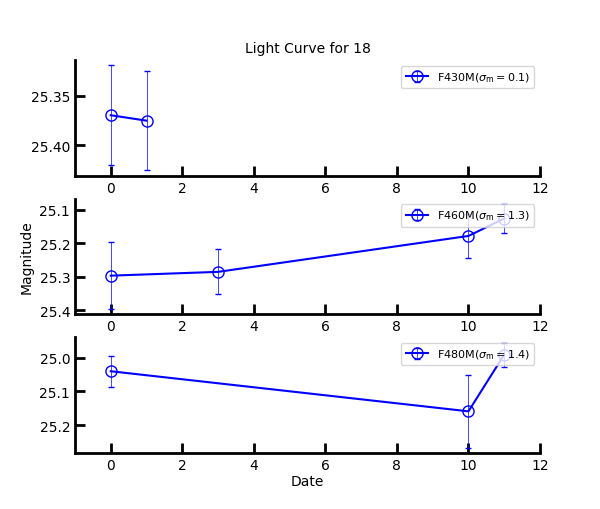 Light Curve for 18
F430M(σm = 0.1)
25.35
25.40
0 2 4 6 8 10 12
F460M(σm = 1.3)
25.1
25.2
25.3
25.4
0 2 4 6 8 10 12
Magnitude
F480M(σm = 1.4)
25.0
25.1
25.2
0 2 4 6 8 10 12
Date